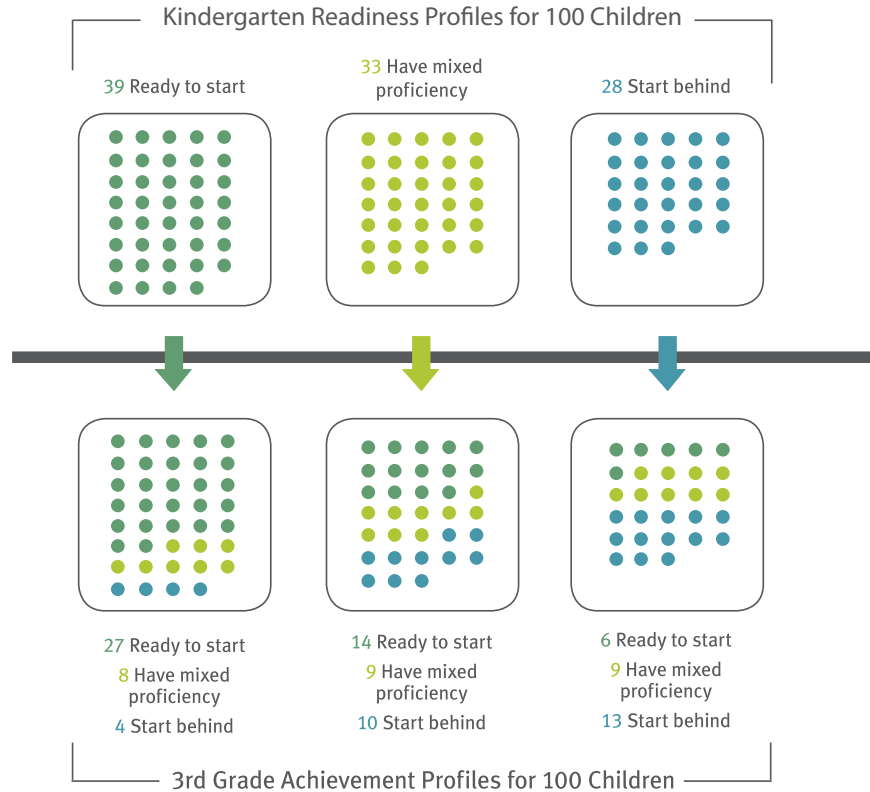 Kindergarten Readiness Profiles for 100 Children
39 Ready to start
33 Have mixed
proficiency
28 Start behind
27 Ready to start
8 Have mixed
proficiency
4 Start behind
14 Ready to start
9 Have mixed
proficiency
10 Start behind
6 Ready to start
9 Have mixed
proficiency
13 Start behind
3rd Grade Achievement Profiles for 100 Children